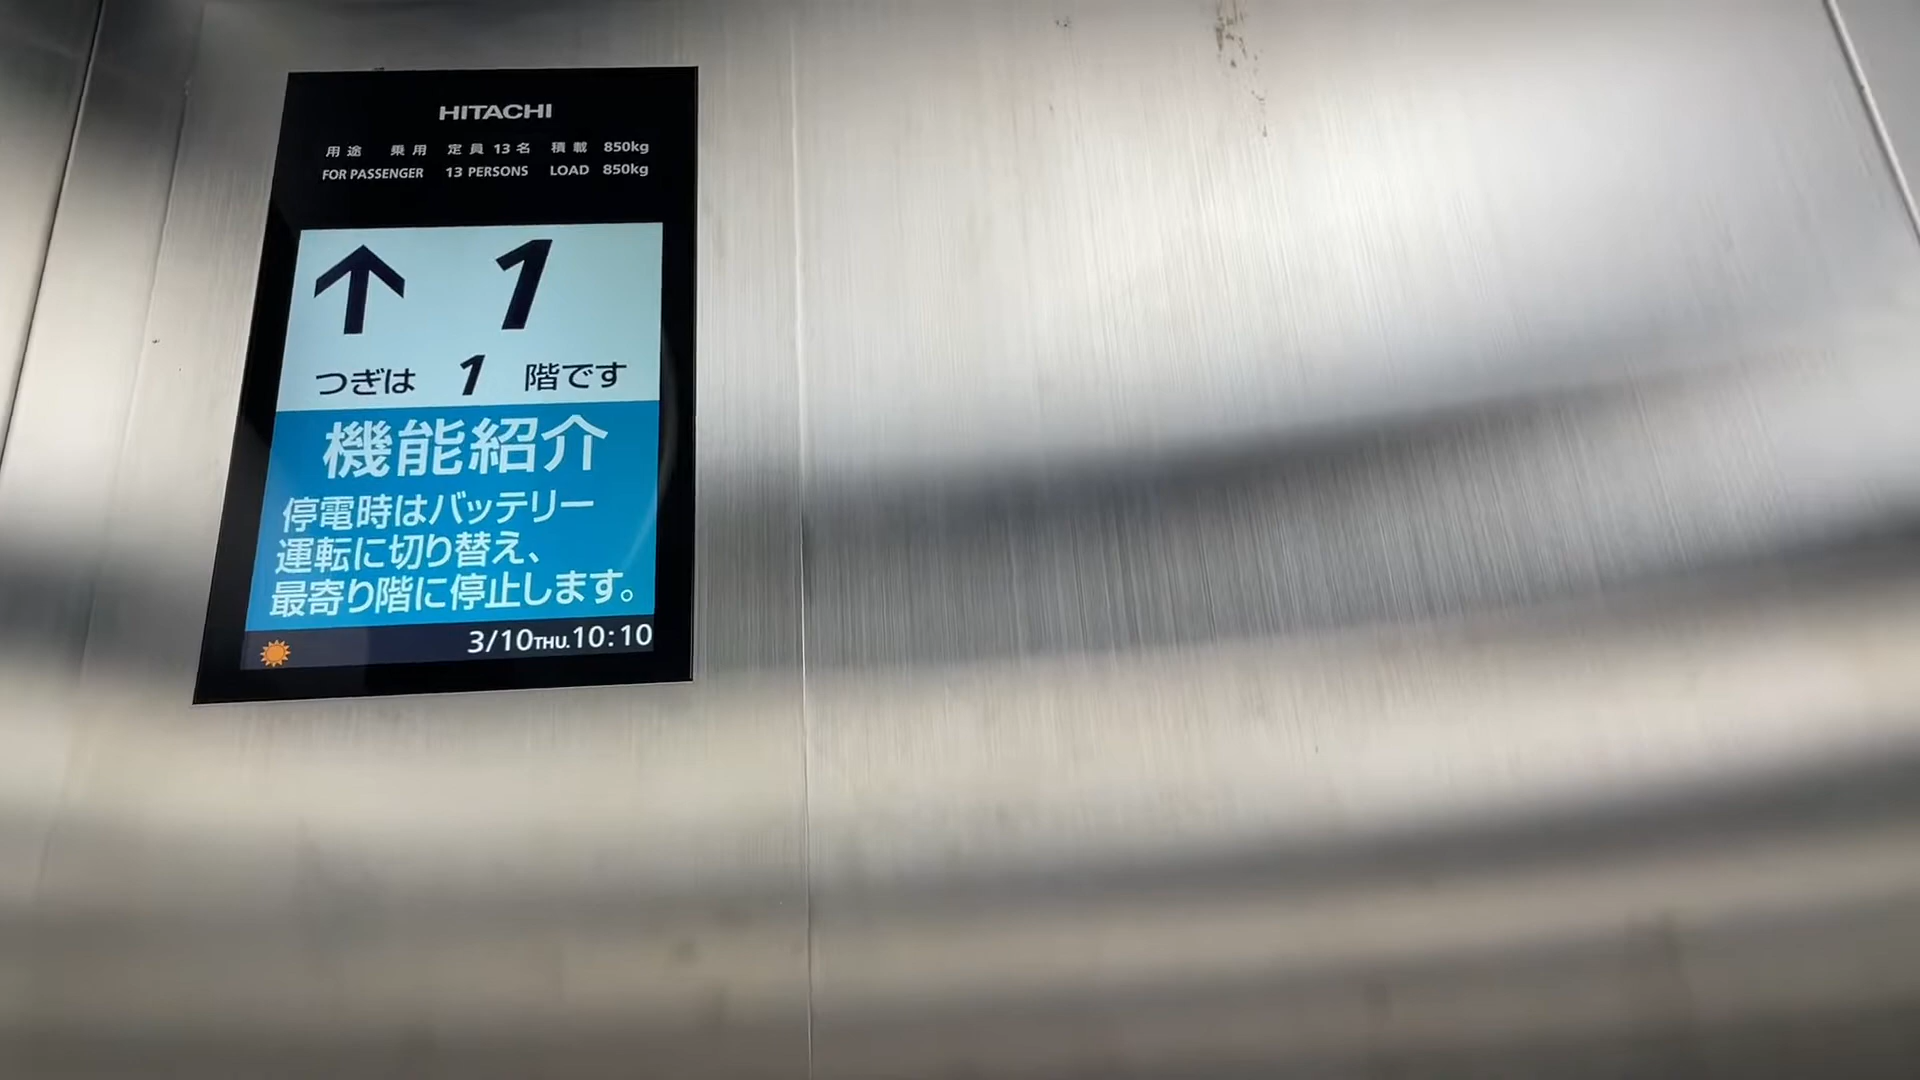 HITACHI
用途 乗用 定員 13名 積載 850kg
FOR PASSENGER 13 PERSONS LOAD 850kg
↑ 1
つぎは 1 階です
機能紹介
停電時はバッテリー
運転に切り替え、
最寄り階に停止します。
3/10THU.10:10